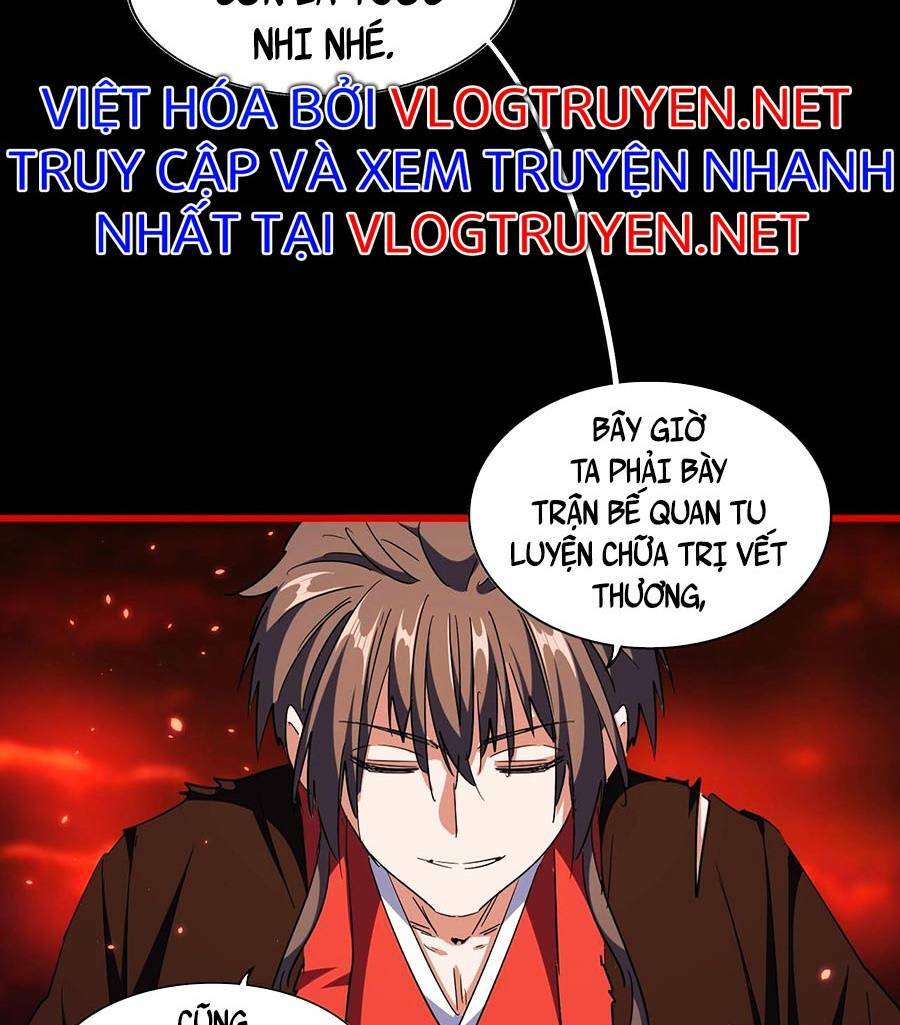 NHI NHÉ.
VIỆT HÓA BỞI VLOGTRUYEN.NET
TRUY CẬP VÀ XEM TRUYỆN NHANH
NHẤT TẠI VLOGTRUYEN.NET
BÂY GIỜ
TA PHẢI BÀY
TRẬN BẾ QUAN TU
LUYỆN CHỮA TRỊ VẾT
THƯƠNG,
CŨNG